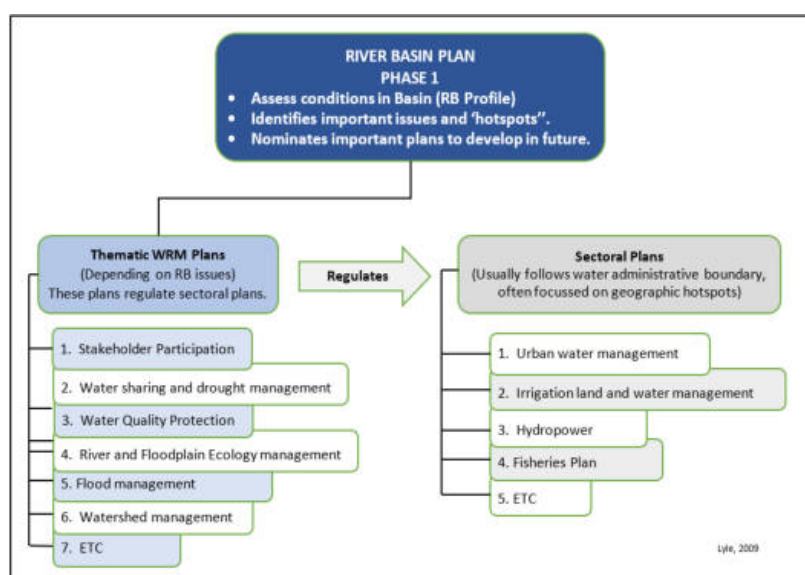 RIVER BASIN PLAN
PHASE 1
• Assess conditions in Basin (RB Profile)
• Identifies important issues and ‘hotspots”.
• Nominates important plans to develop in future.
Thematic WRM Plans
(Depending on RB issues)
These plans regulate sectoral plans.
Regulates
Sectoral Plans
(Usually follows water administrative boundary,
often focussed on geographic hotspots)
1. Stakeholder Participation
2. Water sharing and drought management
3. Water Quality Protection
4. River and Floodplain Ecology management
5. Flood management
6. Watershed management
7. ETC
1. Urban water management
2. Irrigation land and water management
3. Hydropower
4. Fisheries Plan
5. ETC
Lyle, 2009